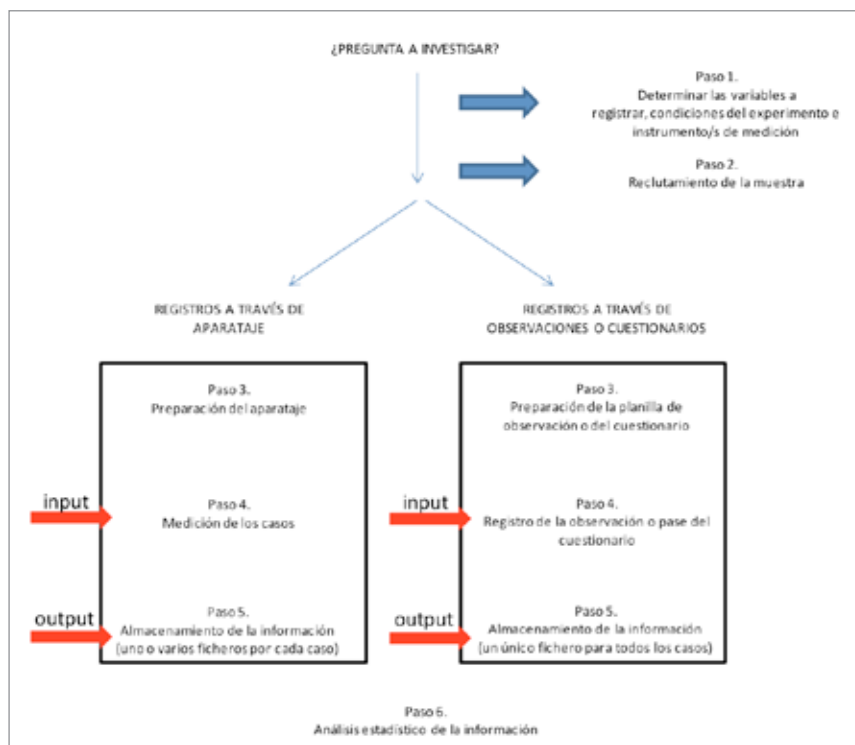 ¿PREGUNTA A INVESTIGAR?
Paso 1.
Determinar las variables a
registrar, condiciones del experimento e
instrumento/s de medición
Paso 2.
Reclutamiento de la muestra
REGISTROS A TRAVÉS DE
APARATAJE
Paso 3.
Preparación del aparataje
input
Paso 4.
Medición de los casos
output
Paso 5.
Almacenamiento de la información
(uno o varios ficheros por cada caso)
REGISTROS A TRAVÉS DE
OBSERVACIONES O CUESTIONARIOS
Paso 3.
Preparación de la planilla de
observación o del cuestionario
input
Paso 4.
Registro de la observación o pase del
cuestionario
output
Paso 5.
Almacenamiento de la información
(un único fichero para todos los casos)
Paso 6.
Análisis estadístico de la información